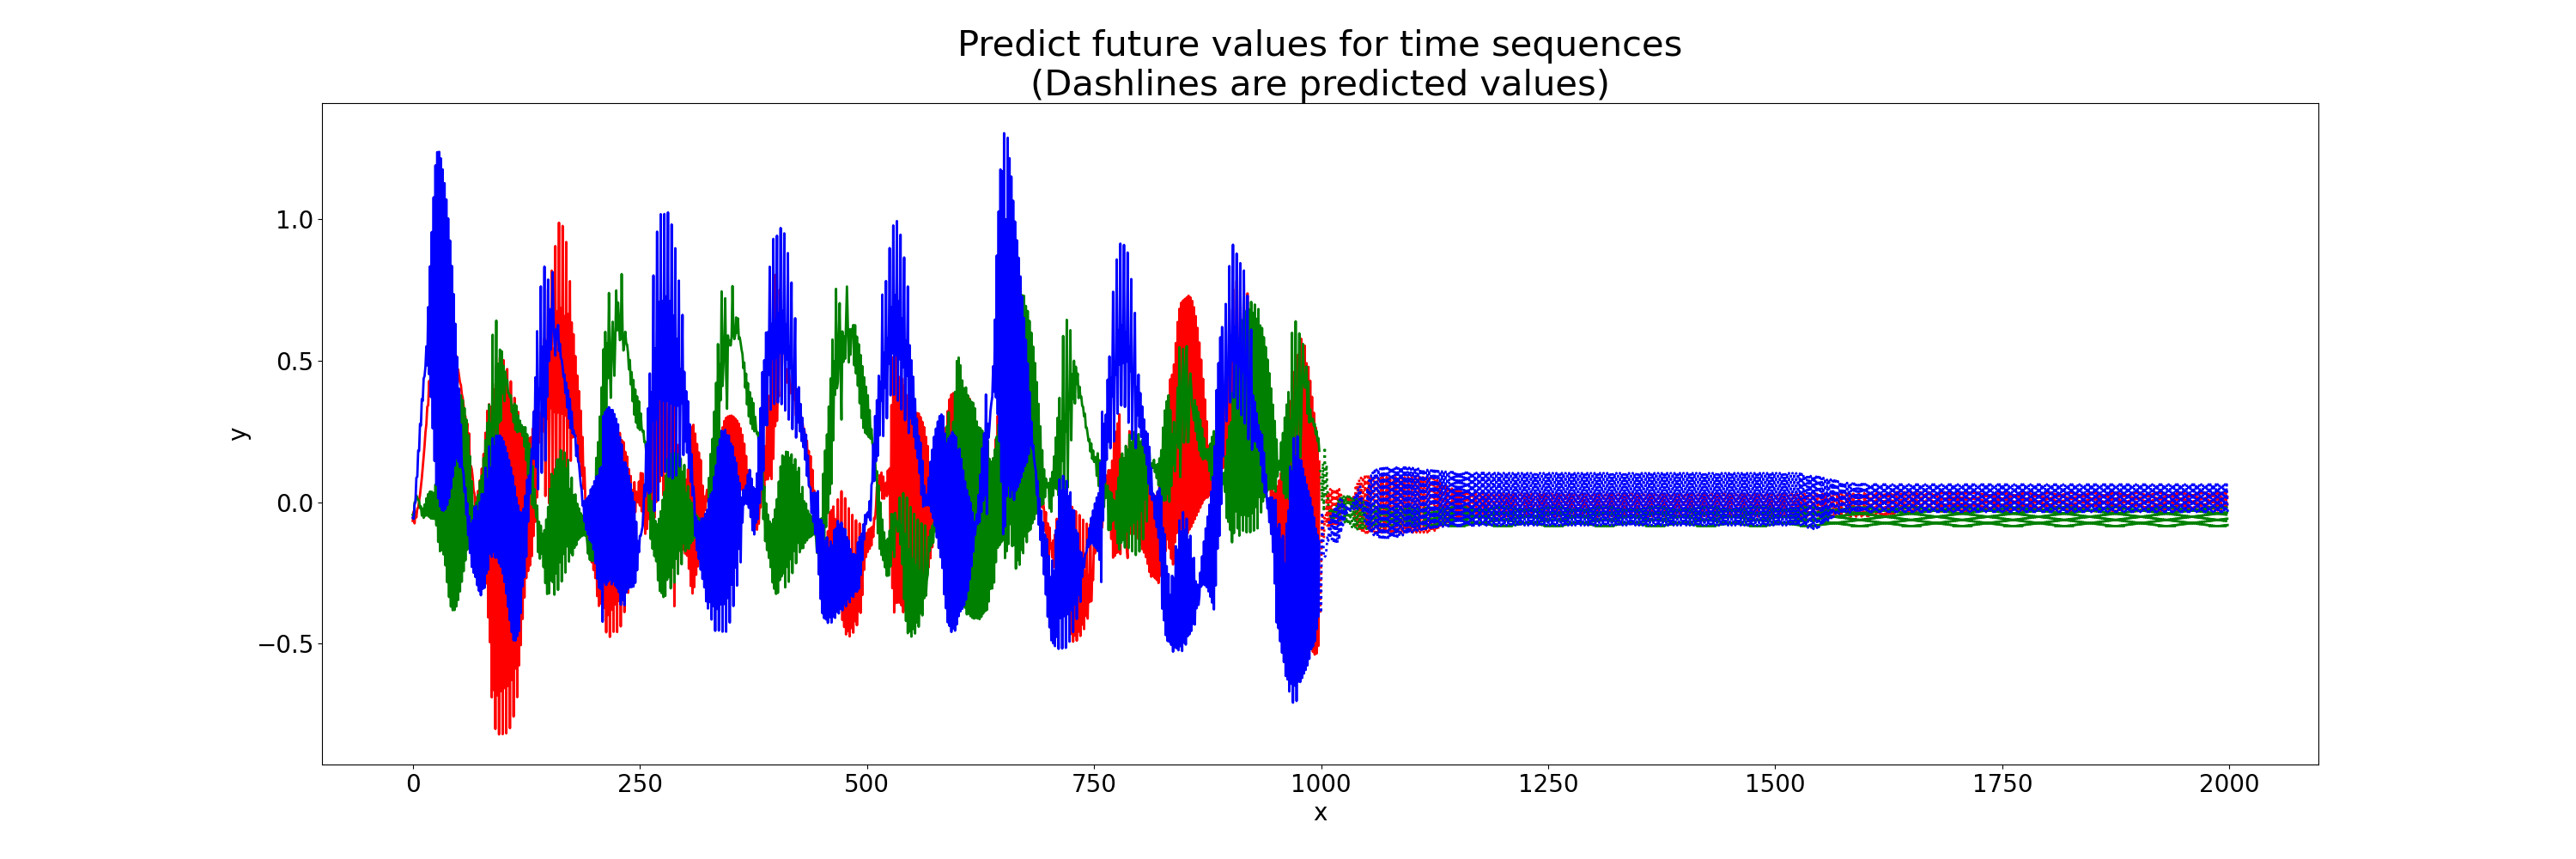 Predict future values for time sequences
(Dashlines are predicted values)
y
1.0
0.5
0.0
−0.5
0 250 500 750 1000 1250 1500 1750 2000
x